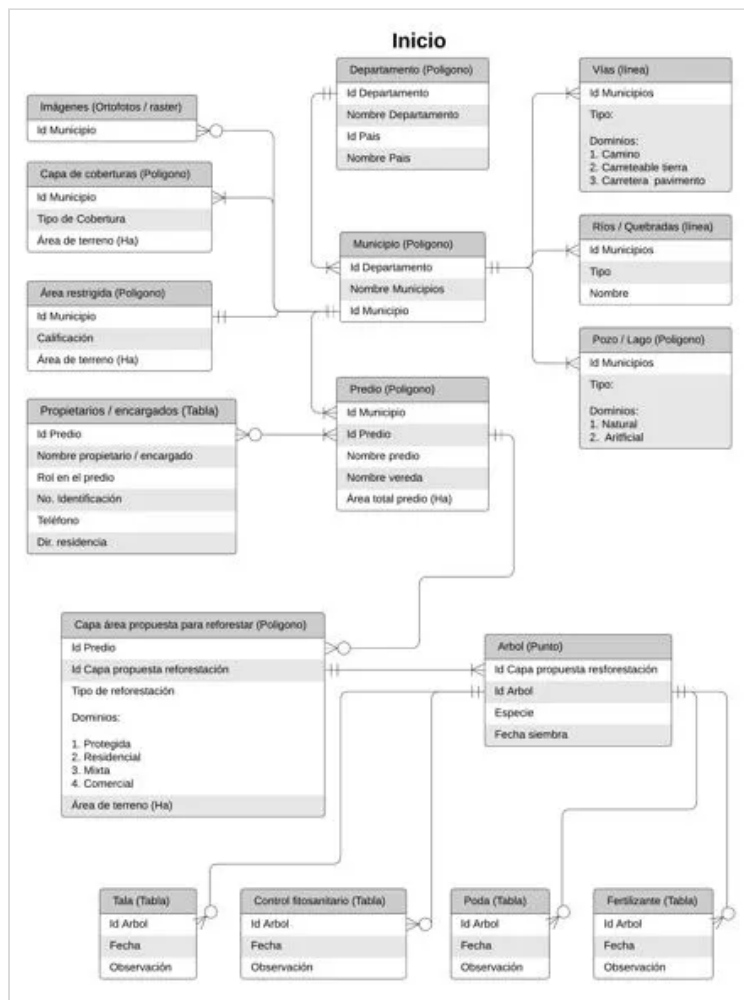 Inicio
Departamento (Poligono)
Id Departamento
Nombre Departamento
Id Pais
Nombre Pais
Vías (línea)
Id Municipios
Tipo:
Dominios:
1. Camino
2. Carreteable tierra
3. Carretera pavimento
Imágenes (Ortofotos / raster)
Id Municipio
Capa de coberturas (Poligono)
Id Municipio
Tipo de Cobertura
Área de terreno (Ha)
Municipio (Poligono)
Id Departamento
Nombre Municipios
Id Municipio
Ríos / Quebradas (línea)
Id Municipios
Tipo
Nombre
Área restrigida (Poligono)
Id Municipio
Calificación
Área de terreno (Ha)
Pozo / Lago (Poligono)
Id Municipios
Tipo:
Dominios:
1. Natural
2. Aritficial
Predio (Poligono)
Id Municipio
Id Predio
Nombre predio
Nombre vereda
Área total predio (Ha)
Propietarios / encargados (Tabla)
Id Predio
Nombre propietario / encargado
Rol en el predio
No. Identificación
Teléfono
Dir. residencia
Capa área propuesta para reforestar (Poligono)
Id Predio
Id Capa propuesta reforestación
Tipo de reforestación
Dominios:
1. Protegida
2. Residencial
3. Mixta
4. Comercial
Área de terreno (Ha)
Arbol (Punto)
Id Capa propuesta resforestación
Id Arbol
Especie
Fecha siembra
Tala (Tabla)
Id Arbol
Fecha
Observación
Control fitosanitario (Tabla)
Id Arbol
Fecha
Observación
Poda (Tabla)
Id Arbol
Fecha
Observación
Fertilizante (Tabla)
Id Arbol
Fecha
Observación